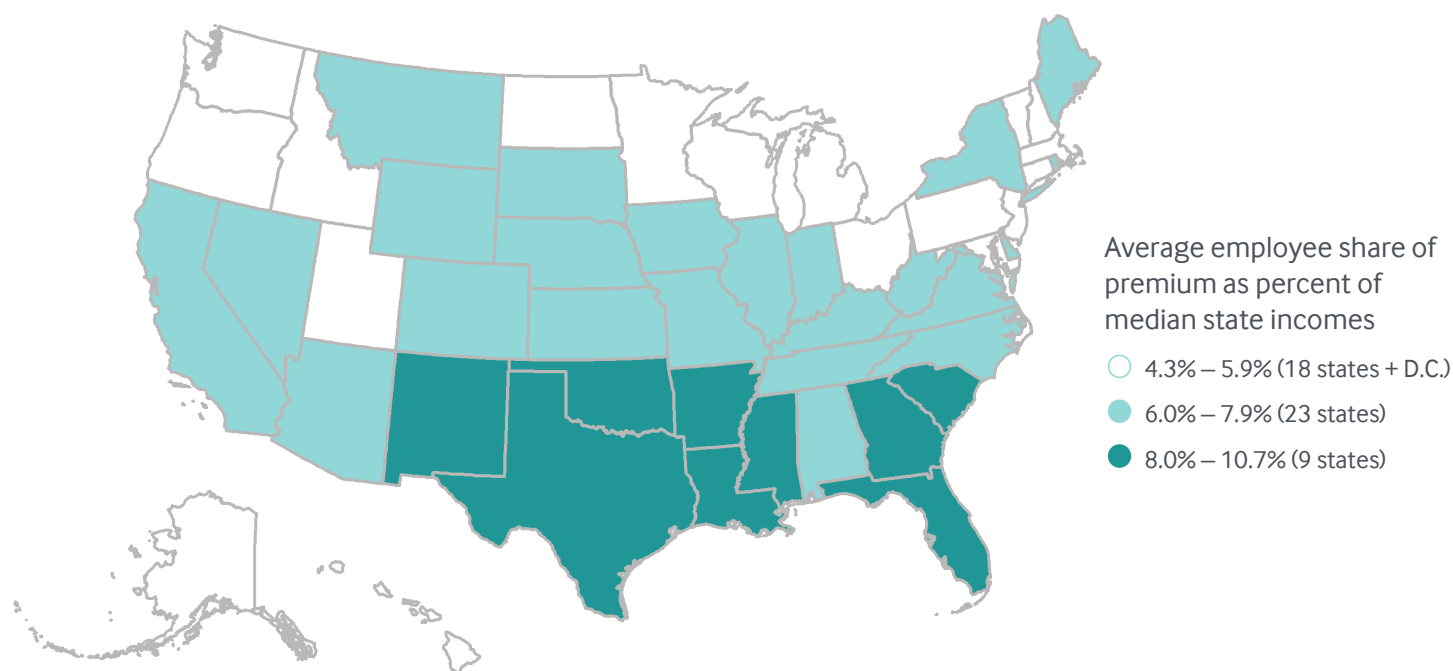 Average employee share of
premium as percent of
median state incomes
4.3% – 5.9% (18 states + D.C.)
6.0% – 7.9% (23 states)
8.0% – 10.7% (9 states)